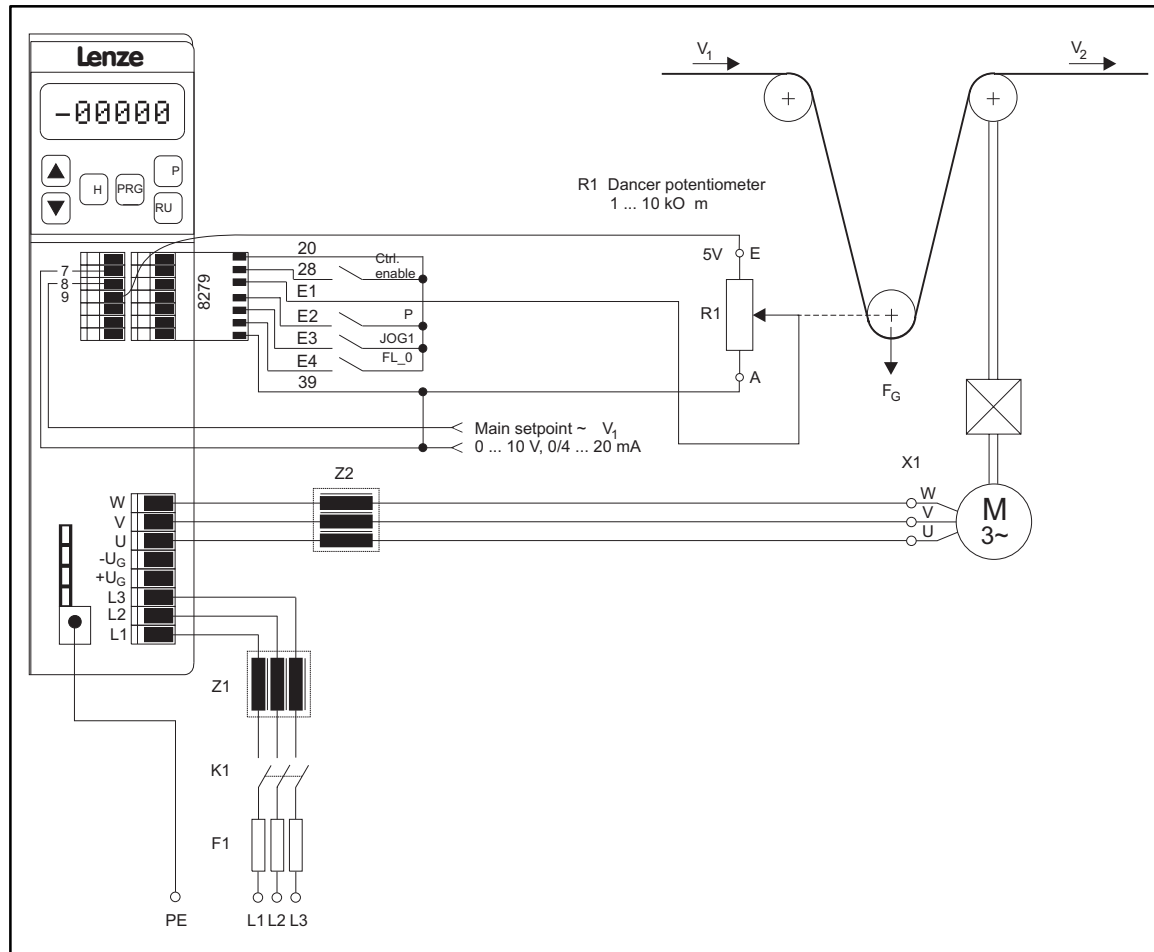 Lenze
-00000
P
H
PRG
RU
7
8
9
8279
20
28
Ctrl. enable
E1
E2
P
E3
JOG1
E4
FL_0
39
Main setpoint ~ V1
0 ... 10 V, 0/4 ... 20 mA
R1 Dancer potentiometer
1 ... 10 kO m
5V
E
R1
A
V1
V2
FG
X1
W
V
U
M
3~
Z2
W
V
U
-UG
+UG
L3
L2
L1
Z1
K1
F1
PE
L1 L2 L3